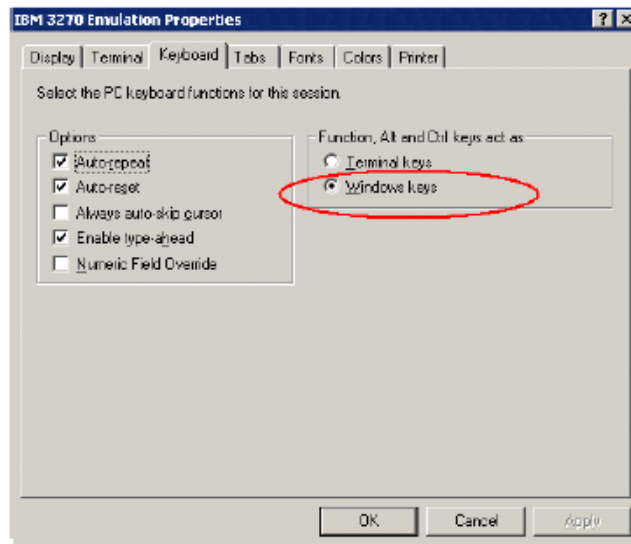 IBM 3270 Emulation Properties
Display Terminal Keyboard Tabs Fonts Colors Printer
Select the PC keyboard functions for this session.
Options
Auto-repeat
Auto-reset
Always auto-skip cursor
Enable type-ahead
Numeric Field Override
Function, Alt and Ctrl keys act as
Terminal keys
Windows keys
OK Cancel Apply